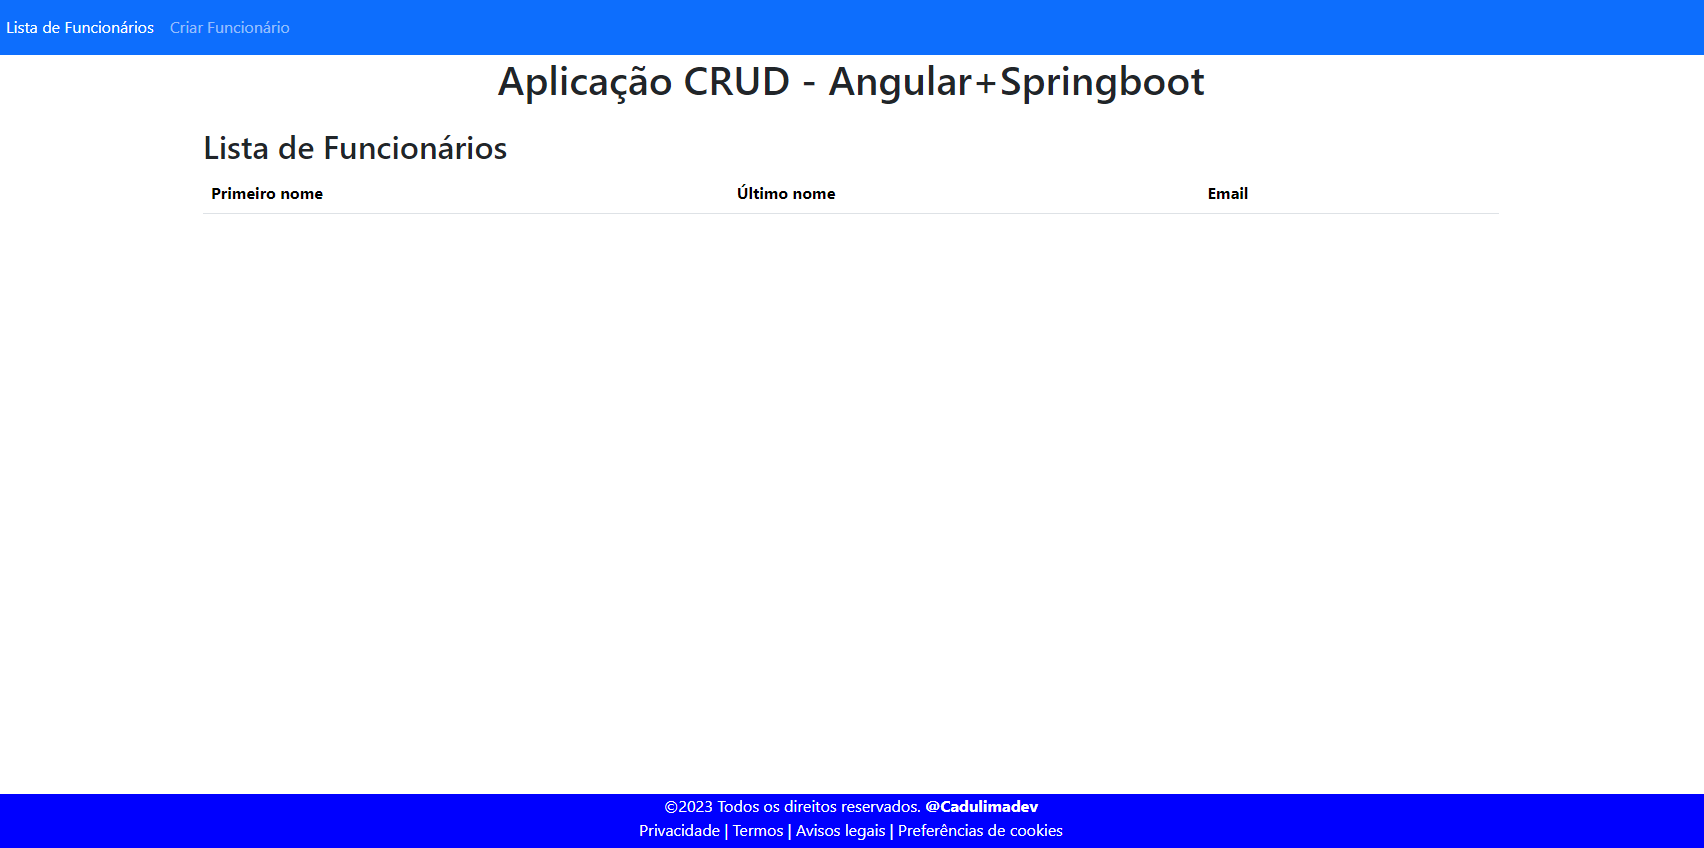 Lista de Funcionários Criar Funcionário
Aplicação CRUD - Angular+Springboot
Lista de Funcionários
Primeiro nome Último nome Email
©2023 Todos os direitos reservados. @Cadulimadev
Privacidade | Termos | Avisos legais | Preferências de cookies